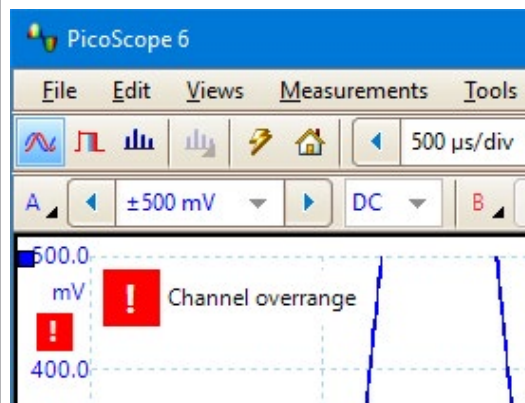 PicoScope 6
File Edit Views Measurements Tools
500 µs/div
A ±500 mV DC B
500.0
mV
! Channel overrange
!
400.0